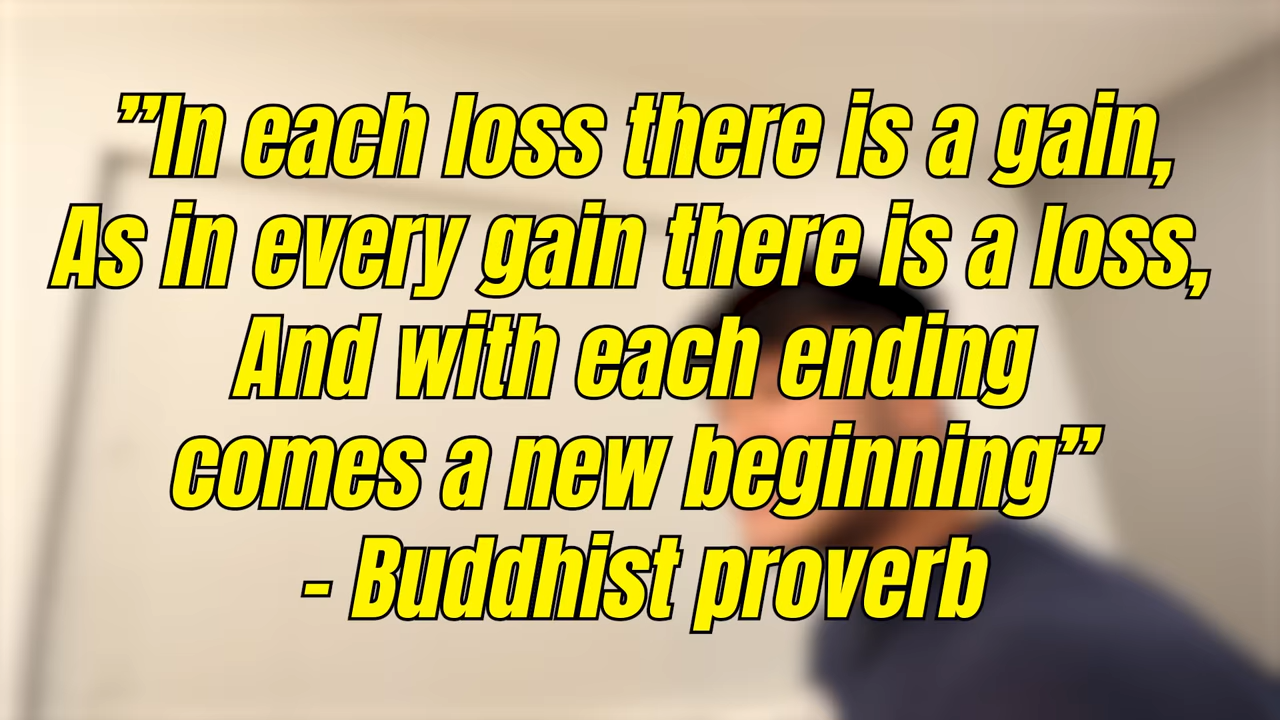 ”In each loss there is a gain,
As in every gain there is a loss,
And with each ending
comes a new beginning”
- Buddhist proverb